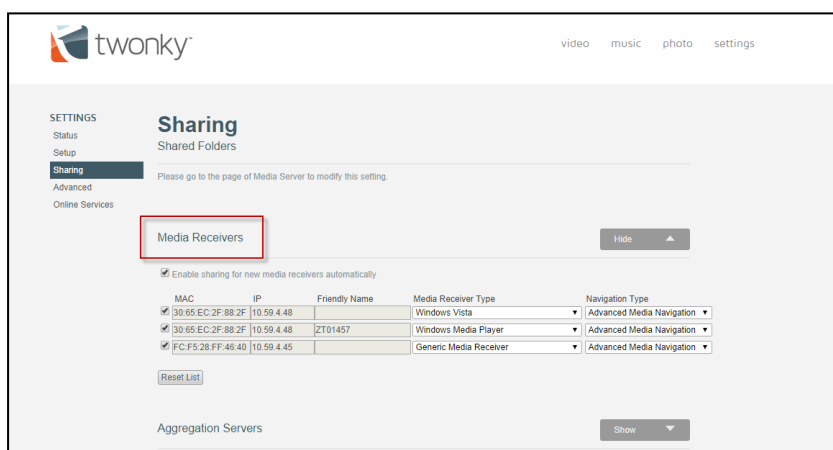 twonky
video music photo settings
SETTINGS
Status
Setup
Sharing
Advanced
Online Services
Sharing
Shared Folders
Please go to the page of Media Server to modify this setting.
Media Receivers
Hide
Enable sharing for new media receivers automatically
MAC IP Friendly Name Media Receiver Type Navigation Type
30:65:EC:2F:88:2F 10.59.4.48 Windows Vista Advanced Media Navigation
30:65:EC:2F:88:2F 10.59.4.48 ZT01457 Windows Media Player Advanced Media Navigation
FC:F5:28:FF:46:40 10.59.4.45 Generic Media Receiver Advanced Media Navigation
Reset List
Aggregation Servers
Show